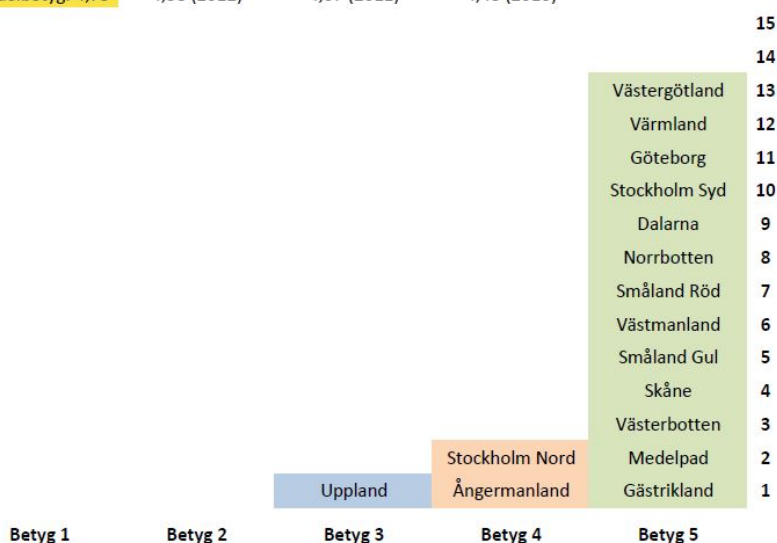 15
14
Västergötland 13
Värmland 12
Göteborg 11
Stockholm Syd 10
Dalarna 9
Norrbotten 8
Småland Röd 7
Västmanland 6
Småland Gul 5
Skåne 4
Västerbotten 3
Stockholm Nord Medelpad 2
Uppland Ångermanland Gästrikland 1
Betyg 1 Betyg 2 Betyg 3 Betyg 4 Betyg 5